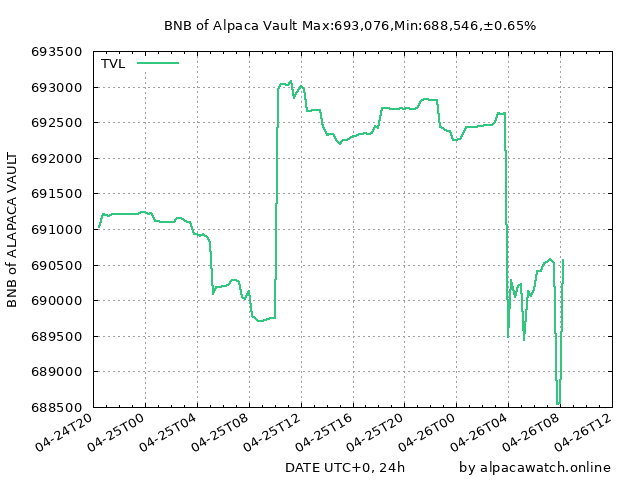 BNB of Alpaca Vault Max:693,076,Min:688,546,±0.65%
693500
693000
692500
692000
691500
691000
690500
690000
689500
689000
688500
TVL
BNB of ALAPACA VAULT
04-24T20
04-25T00
04-25T04
04-25T08
04-25T12
04-25T16
04-25T20
04-26T00
04-26T04
04-26T08
04-26T12
DATE UTC+0, 24h
by alpacawatch.online